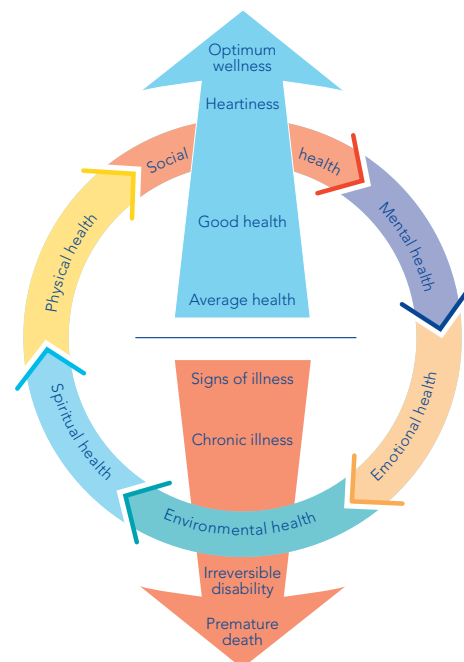 Optimum
wellness
Heartiness
Social
health
Good health
Mental health
Physical health
Average health
Signs of illness
Emotional health
Spiritual health
Chronic illness
Environmental health
Irreversible
disability
Premature
death